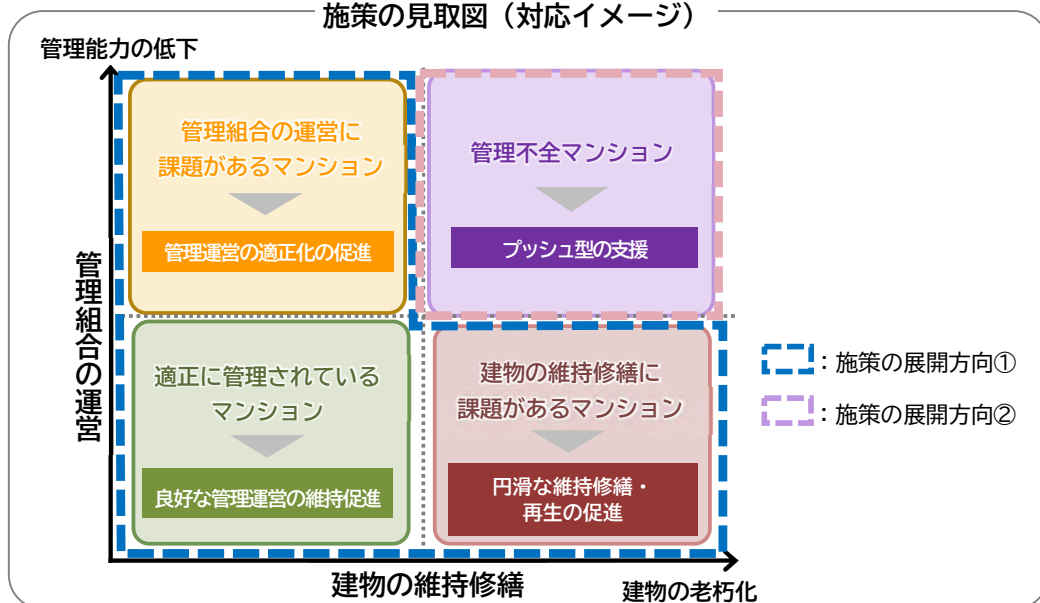 施策の見取図（対応イメージ）
管理能力の低下
管理組合の運営に
課題があるマンション
管理運営の適正化の促進
管理不全マンション
プッシュ型の支援
管理組合の運営
適正に管理されている
マンション
良好な管理運営の維持促進
建物の維持修繕に
課題があるマンション
円滑な維持修繕・
再生の促進
：施策の展開方向①
：施策の展開方向②
建物の維持修繕
建物の老朽化